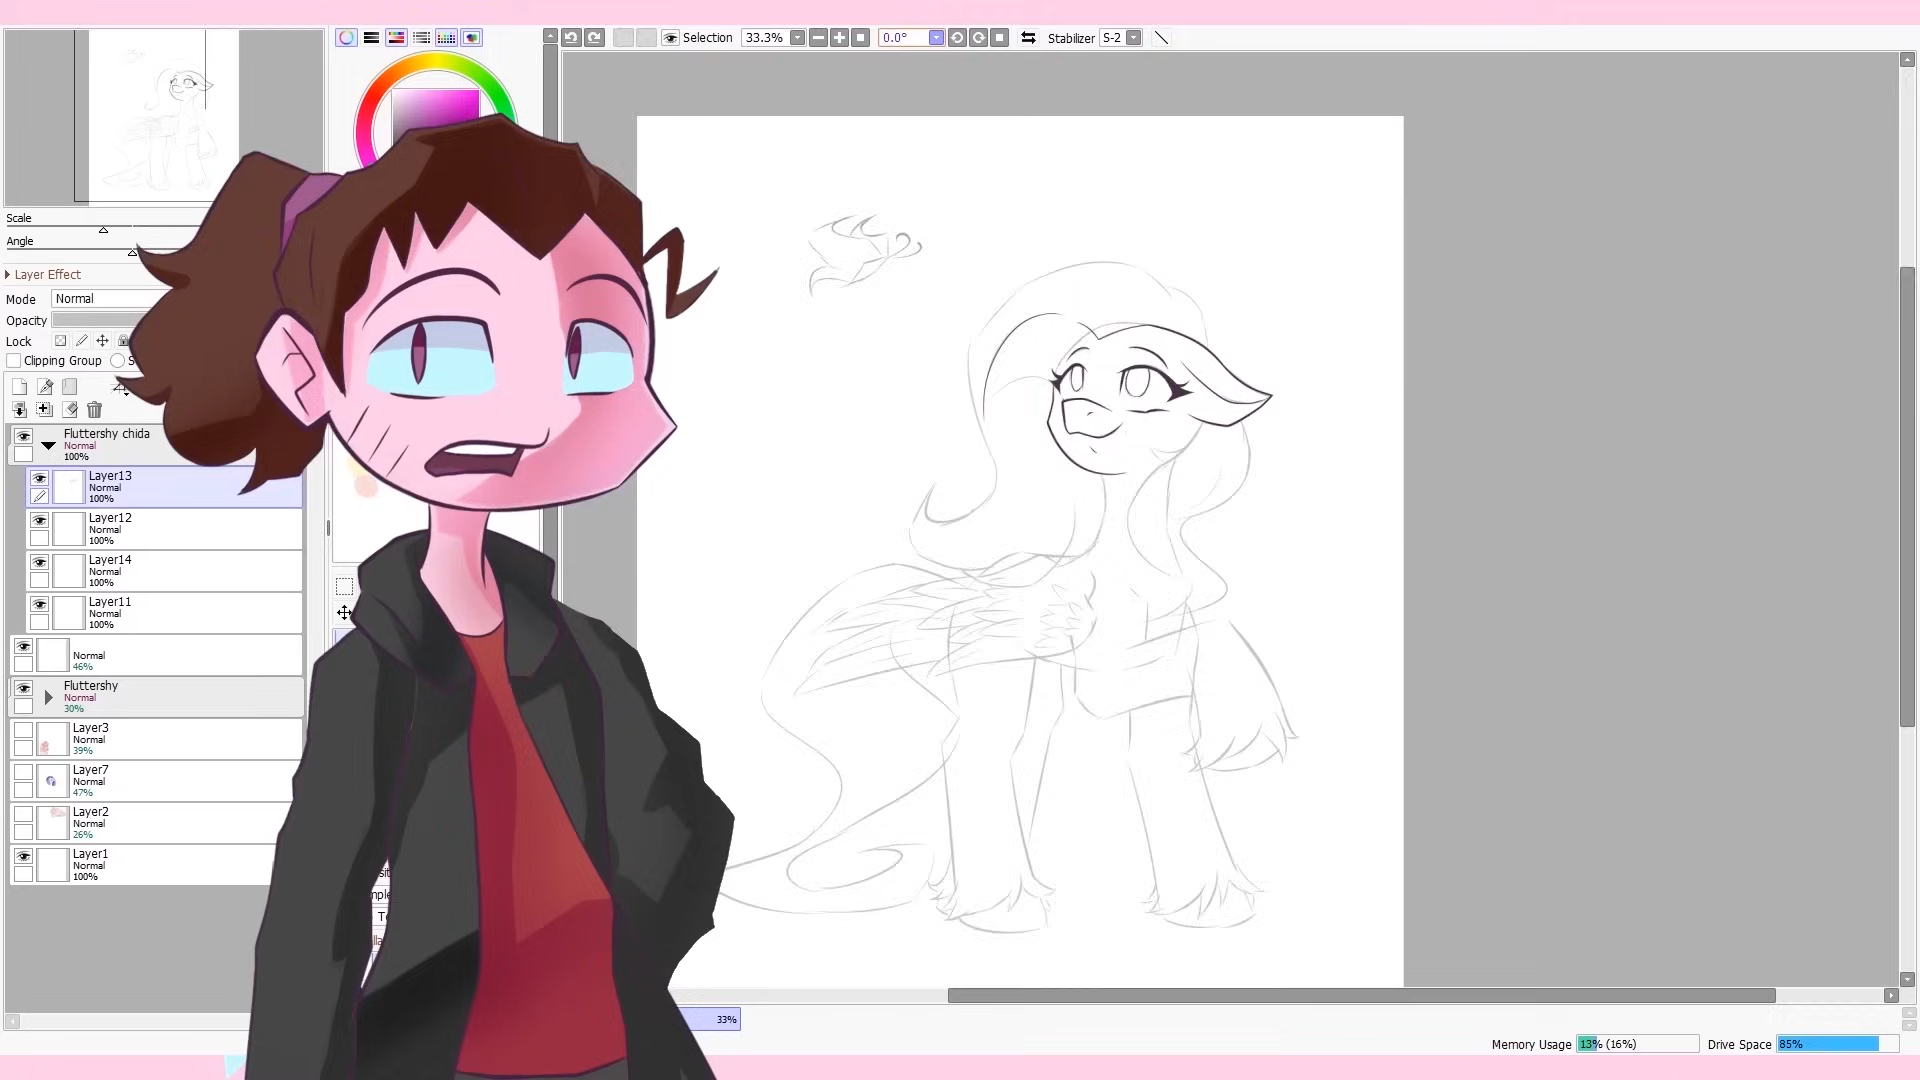 Selection 33.3% 0.0° Stabilizer S-2
Scale
Angle
Layer Effect
Mode Normal
Opacity
Lock
Clipping Group
Fluttershy chida
Normal
100%
Layer13
Normal
100%
Layer12
Normal
100%
Layer14
Normal
100%
Layer11
Normal
100%
Normal
46%
Fluttershy
Normal
30%
Layer3
Normal
39%
Layer7
Normal
47%
Layer2
Normal
26%
Layer1
Normal
100%
33%
Memory Usage 13% (16%) Drive Space 85%